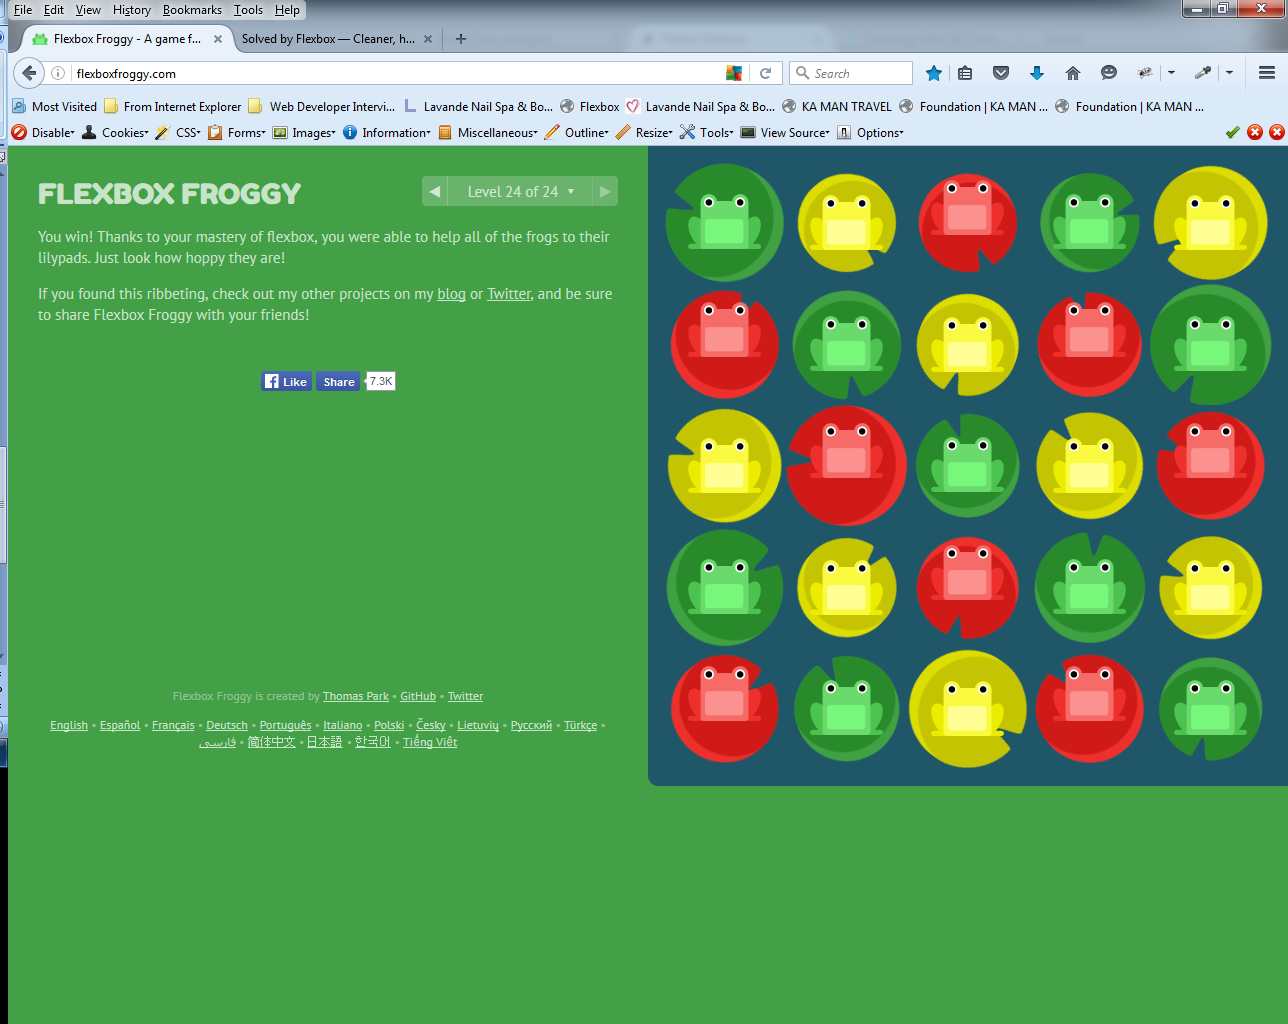 File Edit View History Bookmarks Tools Help
Flexbox Froggy - A game f... Solved by Flexbox — Cleaner, h...
flexboxfroggy.com Search
Most Visited From Internet Explorer Web Developer Intervi... Lavande Nail Spa & Bo... Flexbox Lavande Nail Spa & Bo... KA MAN TRAVEL Foundation | KA MAN ... Foundation | KA MAN ...
Disable Cookies CSS Forms Images Information Miscellaneous Outline Resize Tools View Source Options
FLEXBOX FROGGY
Level 24 of 24
You win! Thanks to your mastery of flexbox, you were able to help all of the frogs to their
lilypads. Just look how hoppy they are!
If you found this ribbeting, check out my other projects on my blog or Twitter, and be sure
to share Flexbox Froggy with your friends!
Like Share 7.3K
Flexbox Froggy is created by Thomas Park • GitHub • Twitter
English • Español • Français • Deutsch • Português • Italiano • Polski • Česky • Lietuvių • Русский • Türkçe •
فارسی • 简体中文 • 日本語 • 한국어 • Tiếng Việt